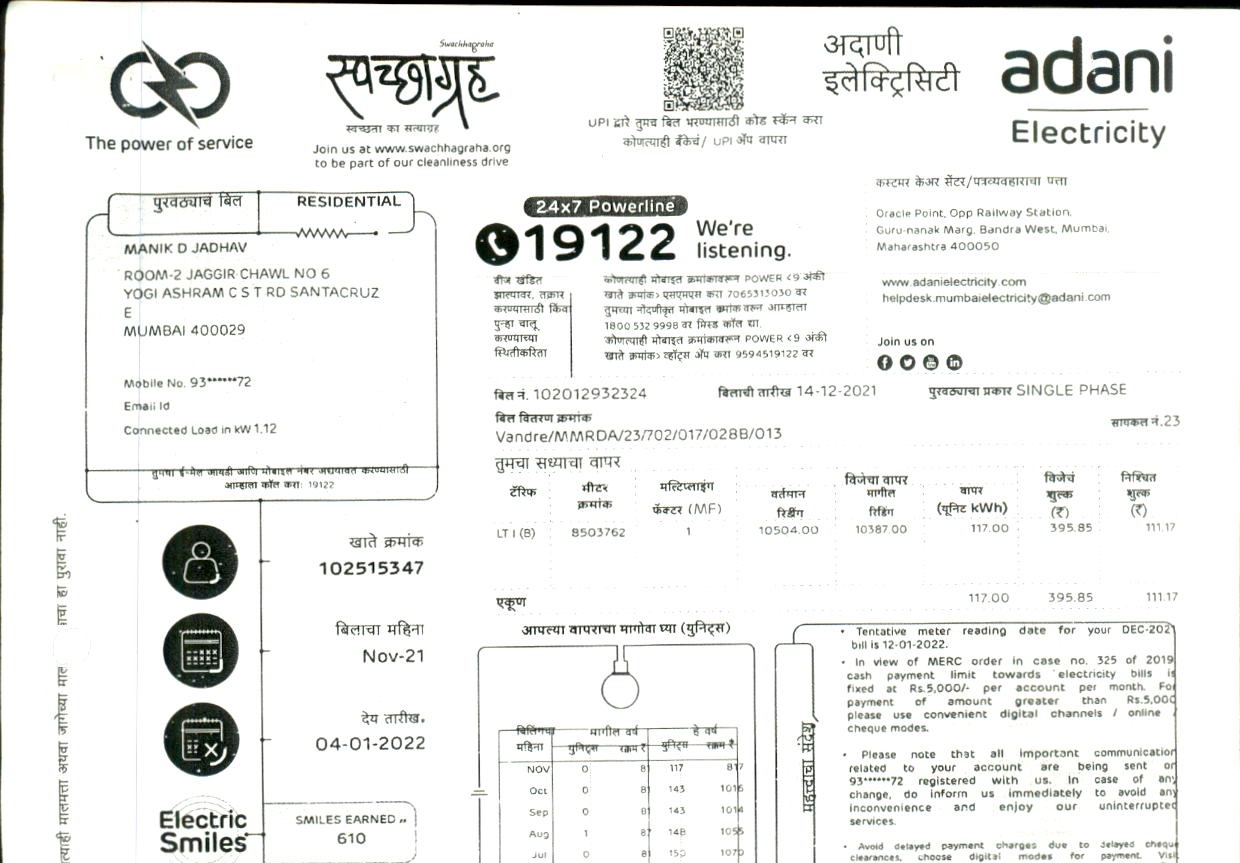 Swachhagraha
स्वच्छाग्रह
स्वच्छता का सत्याग्रह
The power of service
Join us at www.swachhagraha.org
to be part of our cleanliness drive
UPI द्वारे तुमचं बिल भरण्यासाठी कोड स्कॅन करा
कोणत्याही बँकेचं/ UPI ॲप वापरा
अदाणी
इलेक्ट्रिसिटी
adani
Electricity
पुरवठ्याचं बिल RESIDENTIAL
MANIK D JADHAV
ROOM-2 JAGGIR CHAWL NO 6
YOGI ASHRAM C S T RD SANTACRUZ
E
MUMBAI 400029
Mobile No. 93******72
Email Id
Connected Load in kW 1.12
तुमचा ई-मेल आयडी आणि मोबाइल नंबर अद्ययावत करण्यासाठी
आम्हाला कॉल करा: 19122
24x7 Powerline
19122
We're
listening.
वीज खंडित
झाल्यावर, तक्रार
करण्यासाठी किंवा
पुन्हा चालू
करण्याच्या
स्थितीकरिता
कोणत्याही मोबाइल क्रमांकावरून POWER <9 अंकी
खाते क्रमांक> एसएमएस करा 7065313030 वर
तुमच्या नोंदणीकृत मोबाइल क्रमांक वरून आम्हाला
1800 532 9998 वर मिस्ड कॉल द्या.
कोणत्याही मोबाइल क्रमांकावरून POWER <9 अंकी
खाते क्रमांक> व्हॉट्स ॲप करा 9594519122 वर
कस्टमर केअर सेंटर/पत्रव्यवहाराचा पत्ता
Oracle Point, Opp Railway Station,
Guru-nanak Marg, Bandra West, Mumbai,
Maharashtra 400050
www.adanielectricity.com
helpdesk.mumbaielectricity@adani.com
Join us on
बिल नं. 102012932324 बिलाची तारीख 14-12-2021 पुरवठ्याचा प्रकार SINGLE PHASE
बिल वितरण क्रमांक
Vandre/MMRDA/23/702/017/028B/013
सायकल नं.23
तुमचा सध्याचा वापर
टॅरिफ मीटर क्रमांक मल्टिप्लाइंग फॅक्टर (MF) विजेचा वापर वर्तमान रिडींग मागील रिडिंग वापर (यूनिट kWh) विजेचं शुल्क (₹) निश्चित शुल्क (₹)
LT I (B) 8503762 1 10504.00 10387.00 117.00 395.85 111.17
एकूण 117.00 395.85 111.17
खाते क्रमांक
102515347
बिलाचा महिना
Nov-21
देय तारीख.
04-01-2022
Electric
Smiles
SMILES EARNED
610
आपल्या वापराचा मागोवा घ्या (युनिट्स)
बिलिंगचा महिना मागील वर्ष हे वर्ष
युनिट्स रक्कम ₹ युनिट्स रक्कम ₹
NOV 0 81 117 817
Oct 0 81 143 1016
Sep 0 81 143 1014
Aug 1 87 148 1055
Jul 0 81 150 1070
महत्त्वाचा संदेश
• Tentative meter reading date for your DEC-202
bill is 12-01-2022.
• In view of MERC order in case no. 325 of 2019
cash payment limit towards electricity bills is
fixed at Rs.5,000/- per account per month. For
payment of amount greater than Rs.5,000
please use convenient digital channels / online
cheque modes.
• Please note that all important communication
related to your account are being sent on
93******72 registered with us. In case of any
change, do inform us immediately to avoid any
inconvenience and enjoy our uninterrupted
services.
• Avoid delayed payment charges due to delayed cheque
clearances, choose digital modes for payment. Visit